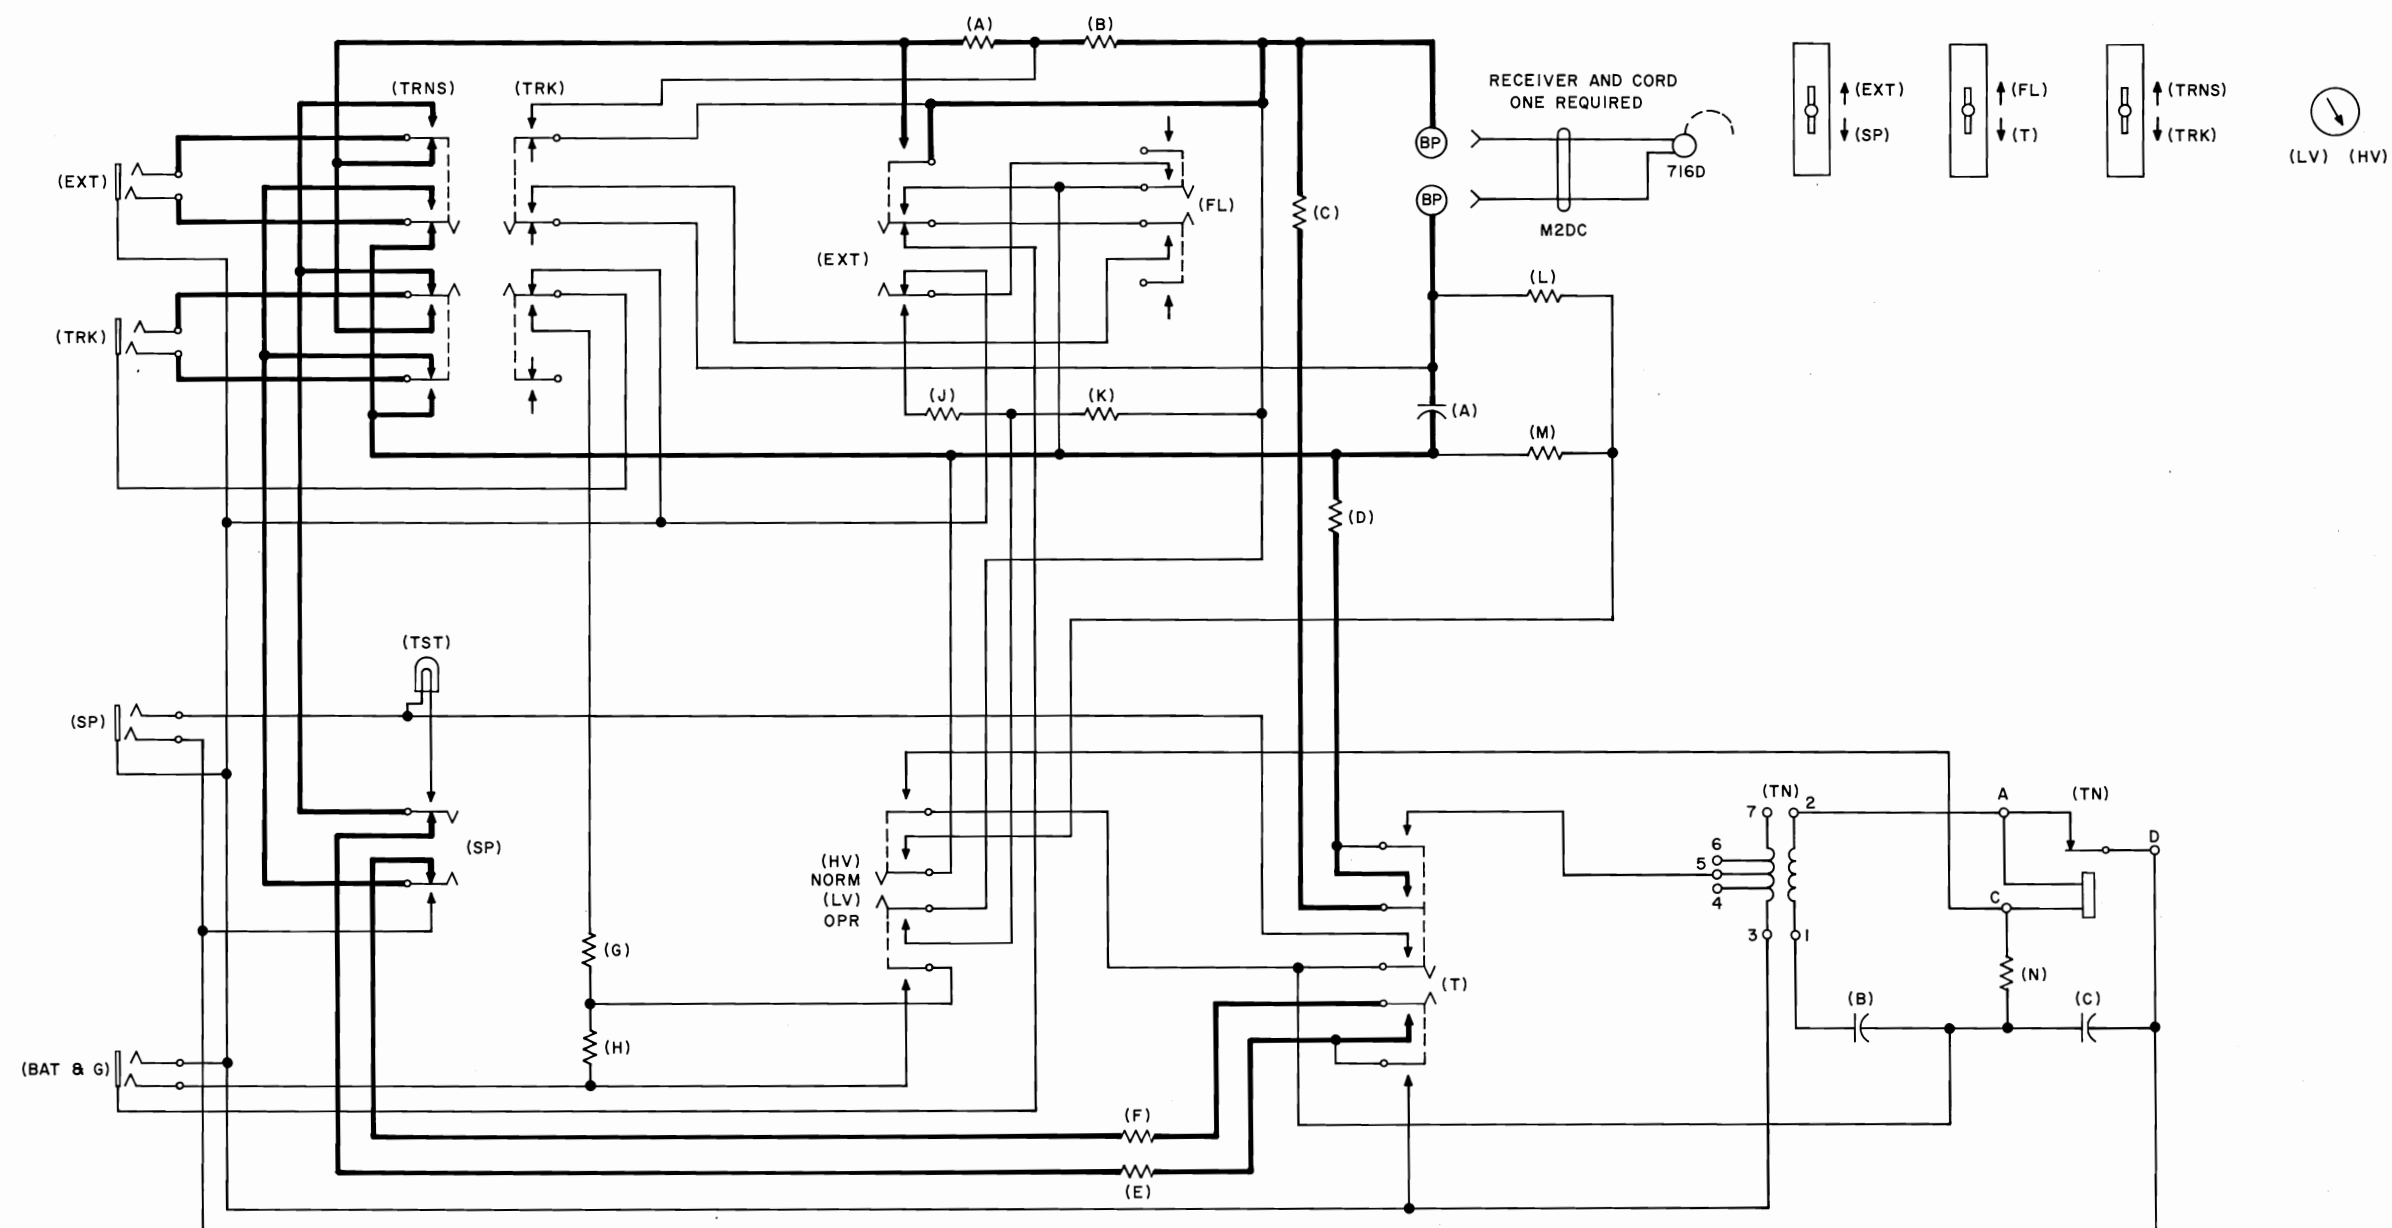 (A)
(B)
(TRNS)
(TRK)
RECEIVER AND CORD
ONE REQUIRED
(EXT)
(SP)
(FL)
(T)
(TRNS)
(TRK)
(LV) (HV)
BP
716D
(EXT)
BP
(FL)
(C)
M2DC
(EXT)
(L)
(TRK)
(J)
(K)
(A)
(M)
(D)
(TST)
(SP)
(TN)
7
2
A
(TN)
D
(SP)
6
5
4
C
(HV)
NORM
(LV)
OPR
3
1
(G)
(T)
(N)
(B)
(C)
(H)
(BAT & G)
(F)
(E)